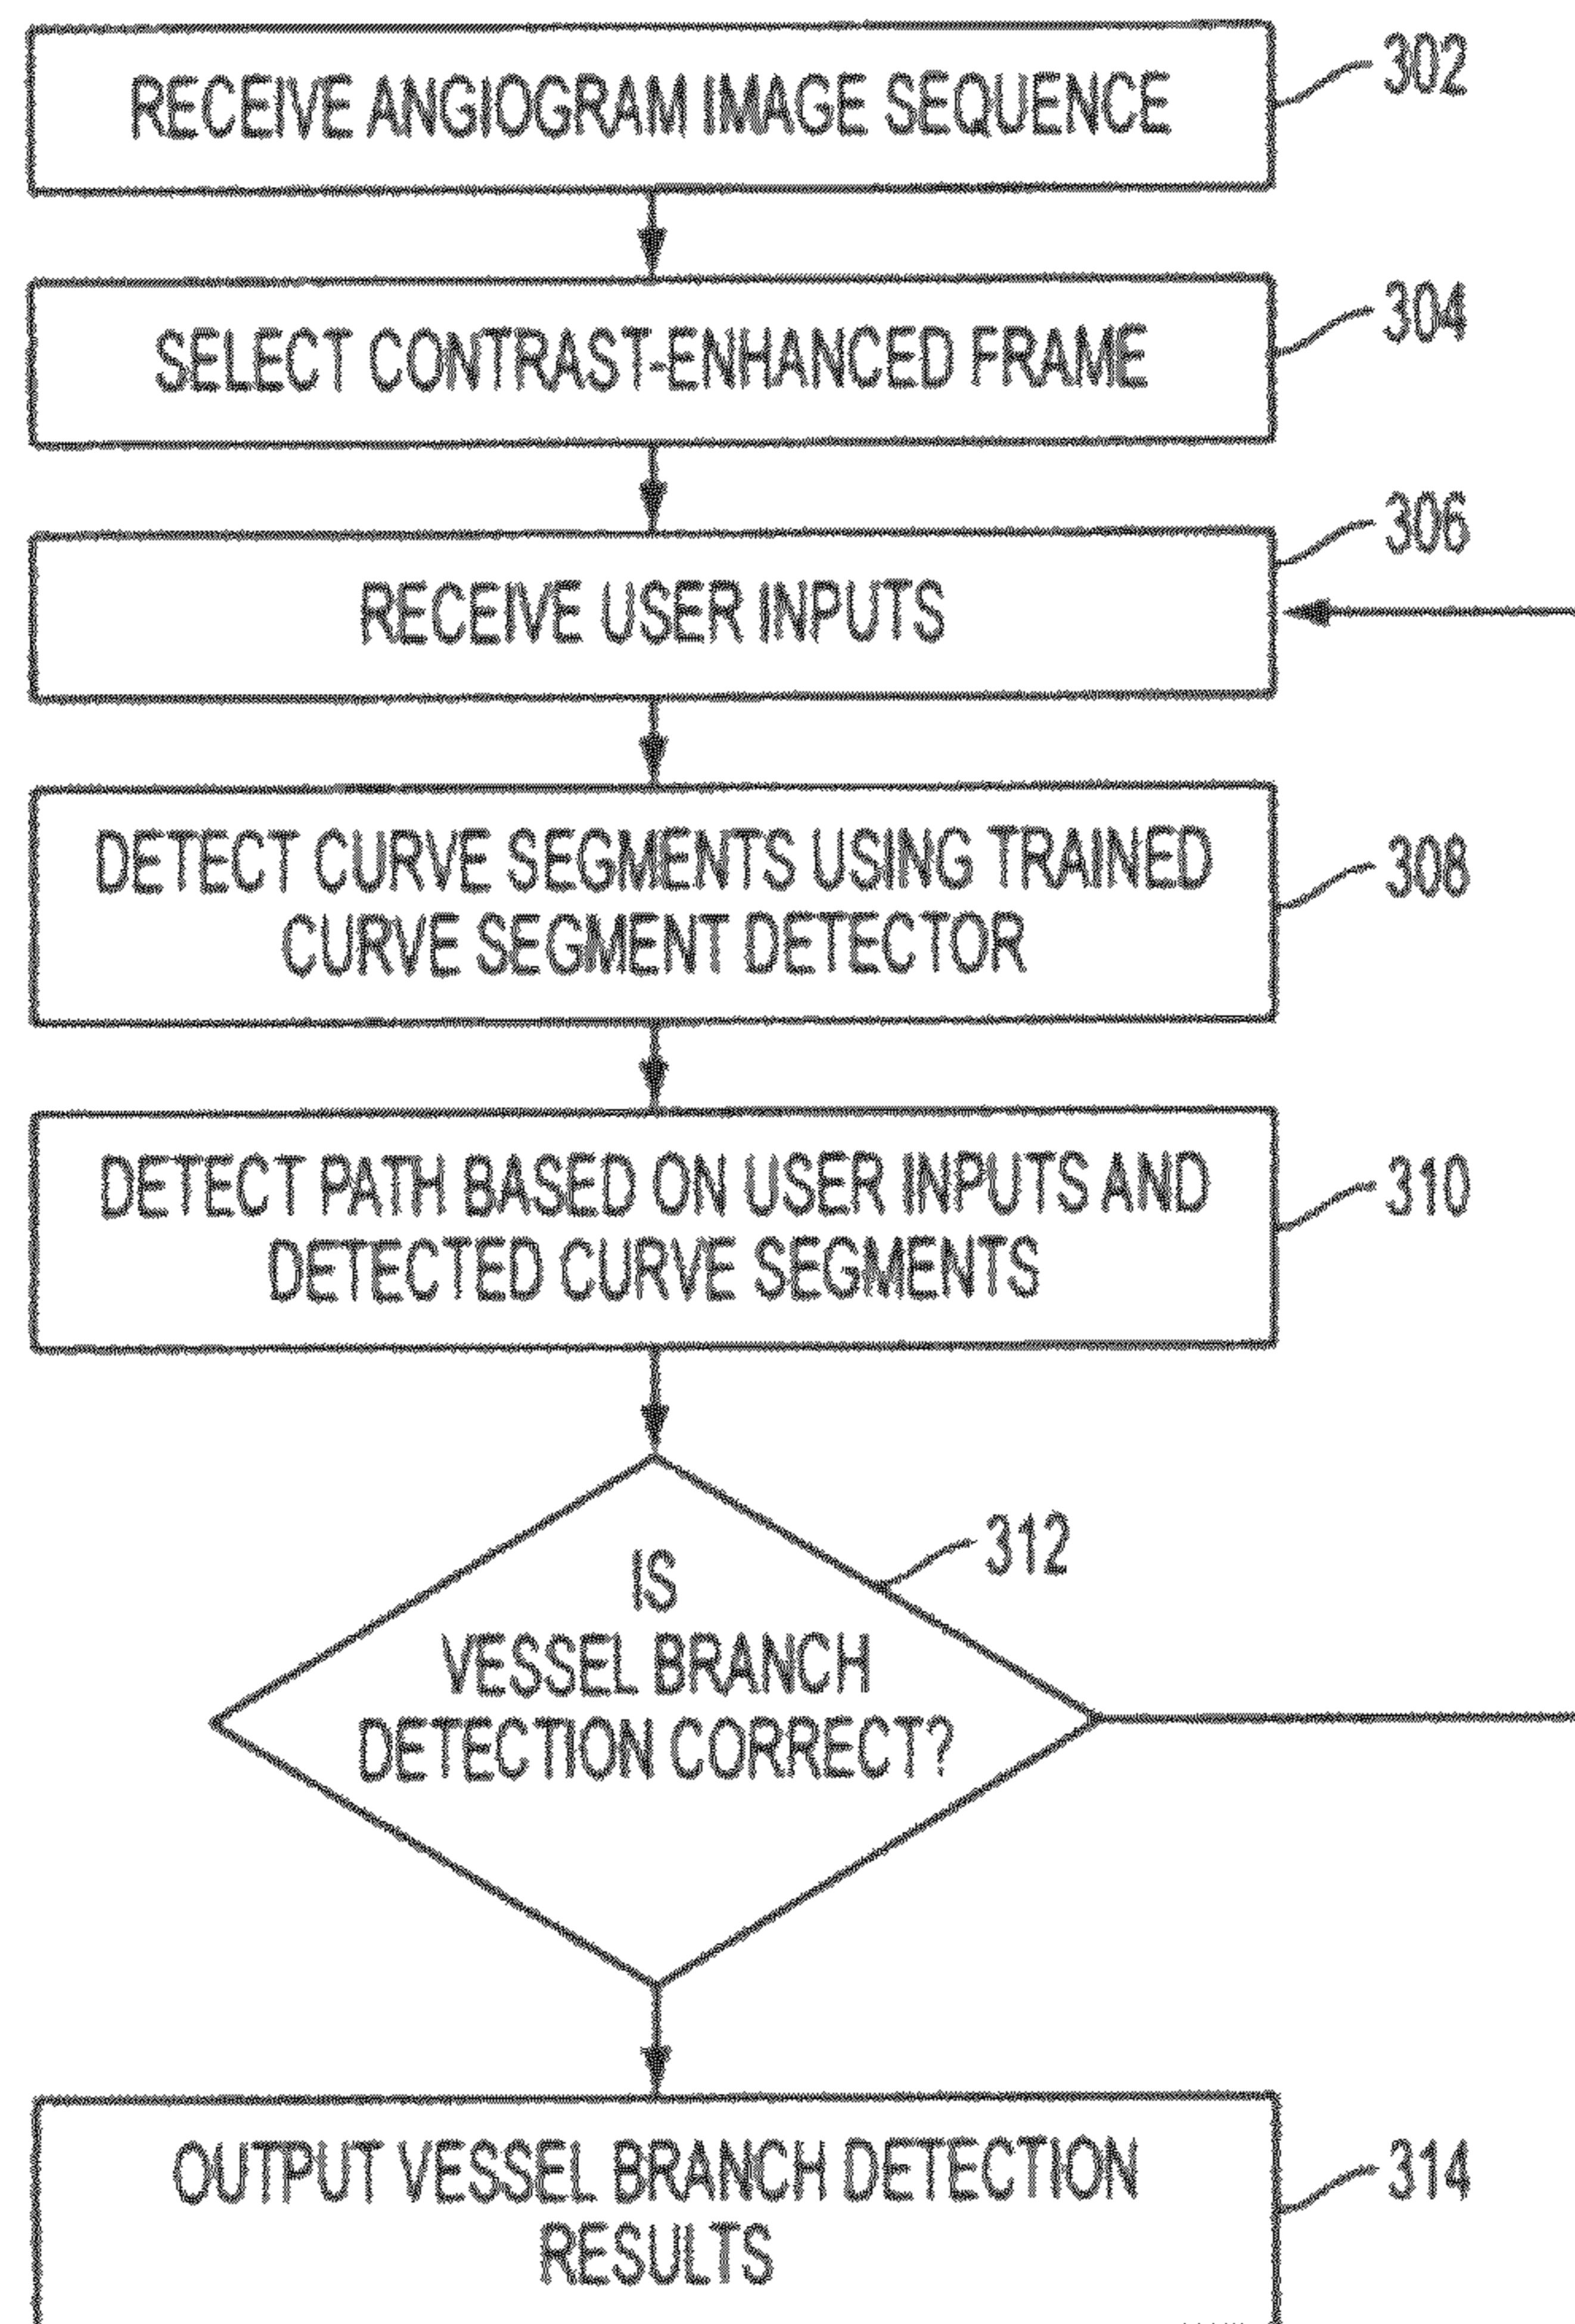 RECEIVE ANGIOGRAM IMAGE SEQUENCE
302
SELECT CONTRAST-ENHANCED FRAME
304
306
RECEIVE USER INPUTS
DETECT CURVE SEGMENTS USING TRAINED
CURVE SEGMENT DETECTOR
308
DETECT PATH BASED ON USER INPUTS AND
DETECTED CURVE SEGMENTS
310
312
IS
VESSEL BRANCH
DETECTION CORRECT?
OUTPUT VESSEL BRANCH DETECTION
RESULTS
314